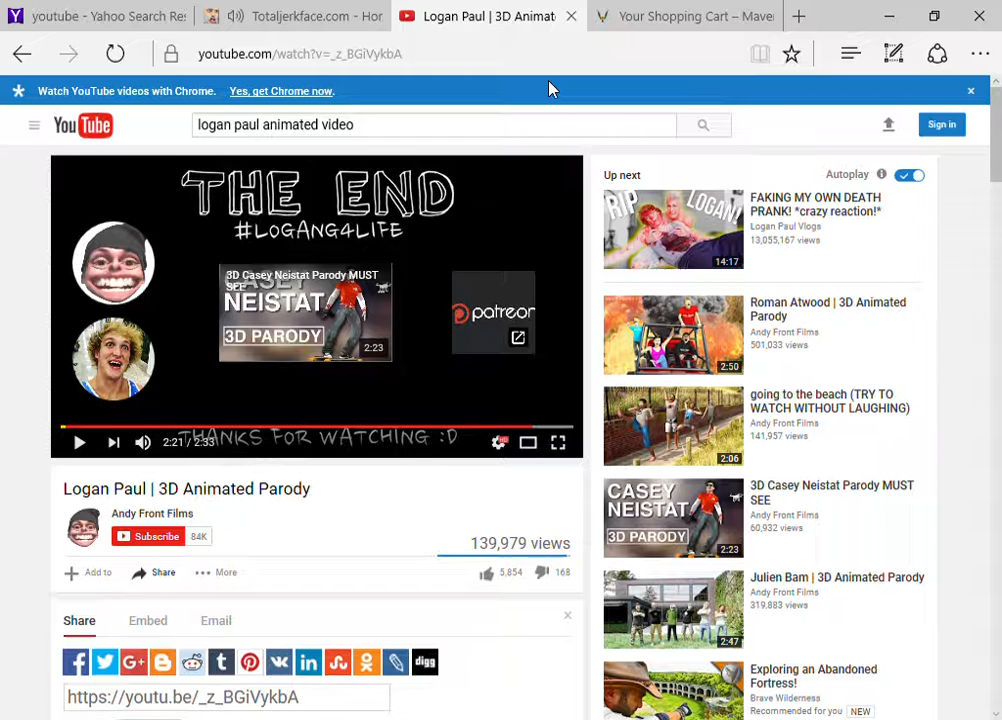 youtube - Yahoo Search Res
Totaljerkface.com - Hor
Logan Paul | 3D Animat
Your Shopping Cart – Mave
youtube.com/watch?v=_z_BGiVykbA
Watch YouTube videos with Chrome. Yes, get Chrome now.
YouTube
logan paul animated video
Sign in
THE END
#LOGANG4LIFE
3D Casey Neistat Parody MUST
SEE
CASEY
NEISTAT
3D PARODY
2:23
patreon
THANKS FOR WATCHING :D
2:21 / 2:33
HD
Logan Paul | 3D Animated Parody
Andy Front Films
Subscribe 84K
139,979 views
Add to
Share
More
5,854
168
Share
Embed
Email
digg
https://youtu.be/_z_BGiVykbA
Up next
Autoplay
RIP LOGAN!
14:17
FAKING MY OWN DEATH
PRANK! *crazy reaction!*
Logan Paul Vlogs
13,055,167 views
2:50
Roman Atwood | 3D Animated
Parody
Andy Front Films
501,033 views
2:06
going to the beach (TRY TO
WATCH WITHOUT LAUGHING)
Andy Front Films
141,957 views
CASEY
NEISTAT
3D PARODY
2:23
3D Casey Neistat Parody MUST
SEE
Andy Front Films
60,932 views
2:47
Julien Bam | 3D Animated Parody
Andy Front Films
319,883 views
Exploring an Abandoned
Fortress!
Brave Wilderness
Recommended for you NEW